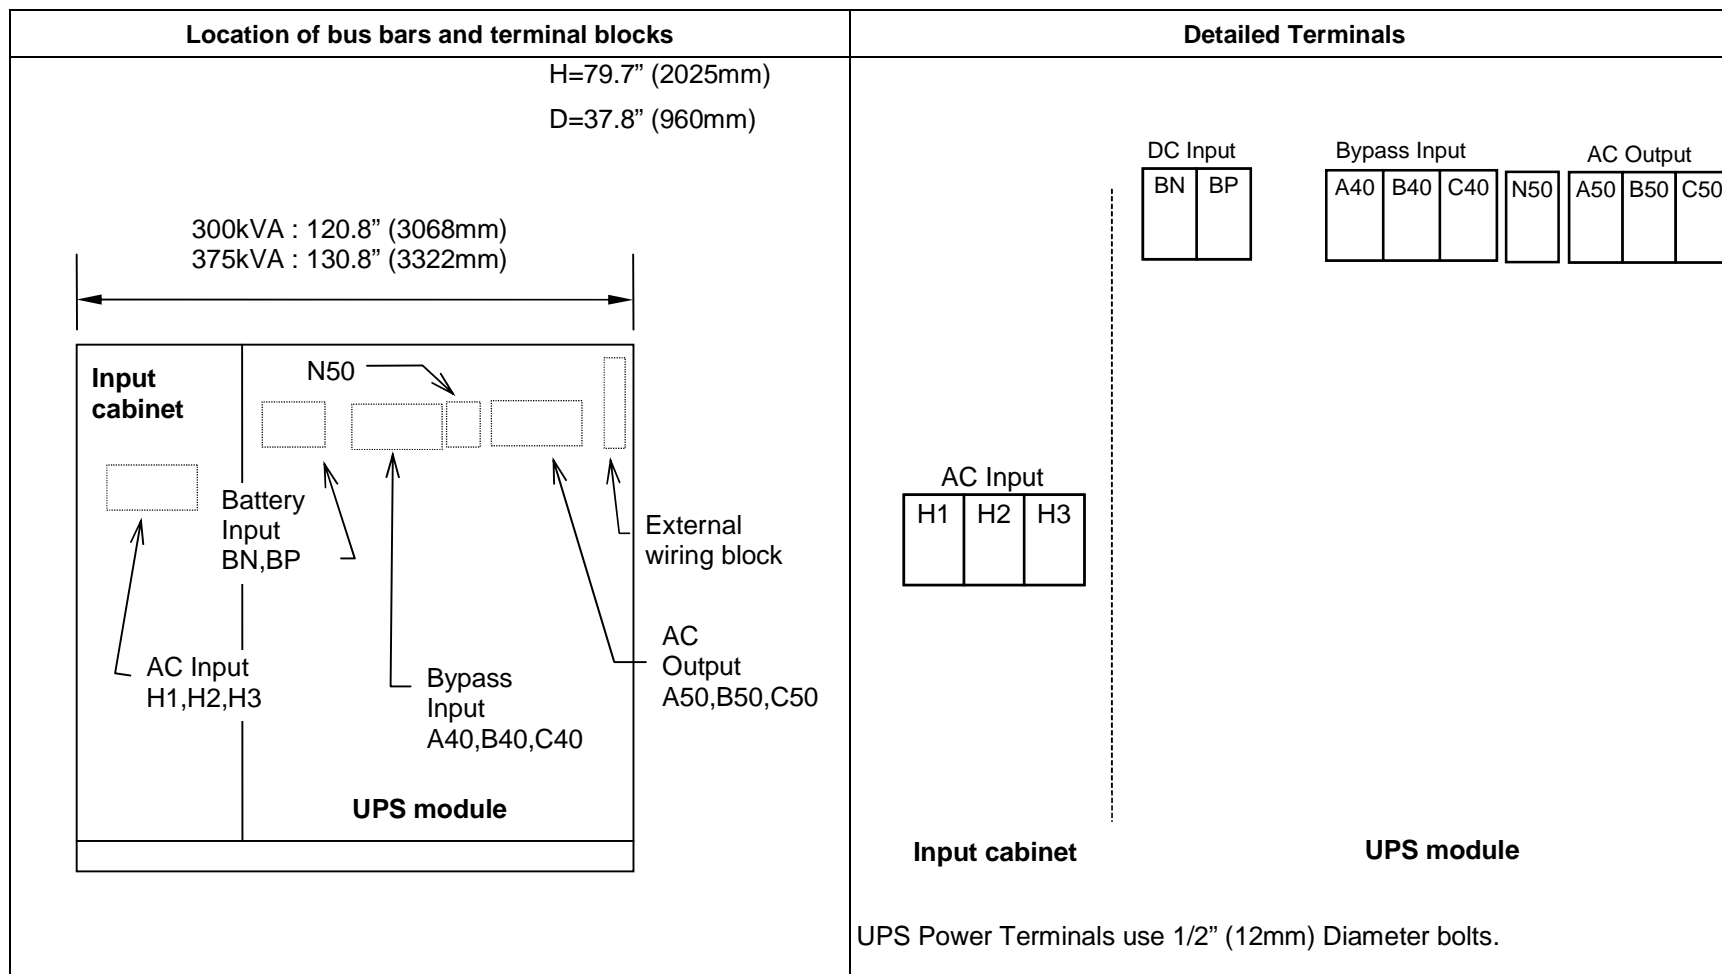 Location of bus bars and terminal blocks
Detailed Terminals
H=79.7” (2025mm)
D=37.8” (960mm)
300kVA : 120.8” (3068mm)
375kVA : 130.8” (3322mm)
Input
cabinet
N50
Battery
Input
BN,BP
External
wiring block
AC Input
H1,H2,H3
Bypass
Input
A40,B40,C40
AC
Output
A50,B50,C50
UPS module
DC Input
BN BP
Bypass Input
A40 B40 C40
N50
AC Output
A50 B50 C50
AC Input
H1 H2 H3
Input cabinet
UPS module
UPS Power Terminals use 1/2” (12mm) Diameter bolts.